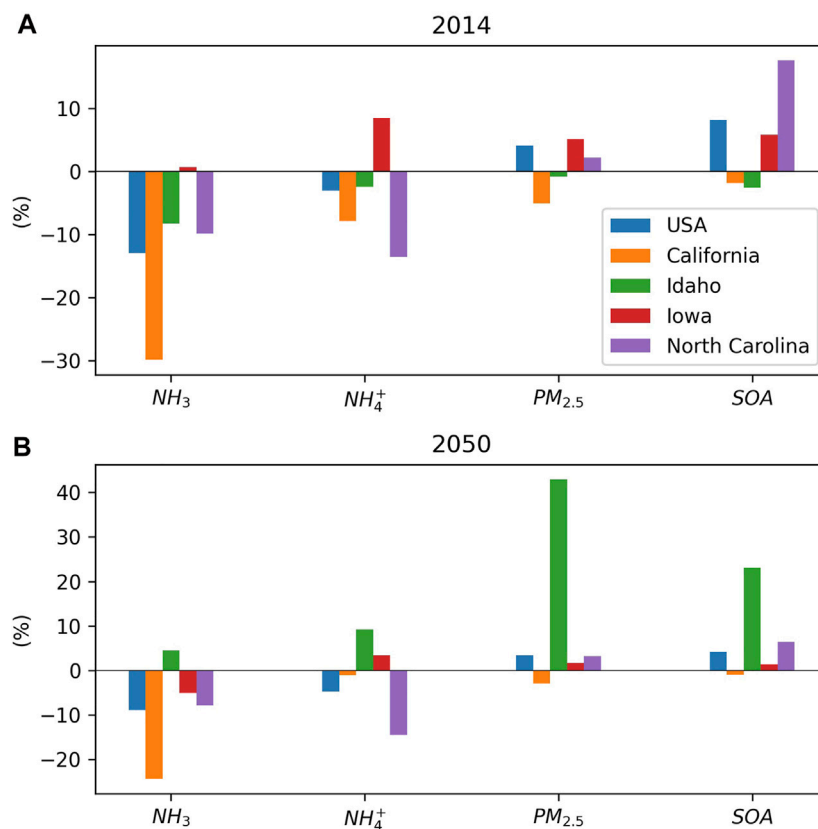 A
2014
10
0
−10
−20
−30
(%)
USA
California
Idaho
Iowa
North Carolina
NH₃ NH₄⁺ PM₂.₅ SOA
B
2050
40
30
20
10
0
−10
−20
(%)
NH₃ NH₄⁺ PM₂.₅ SOA